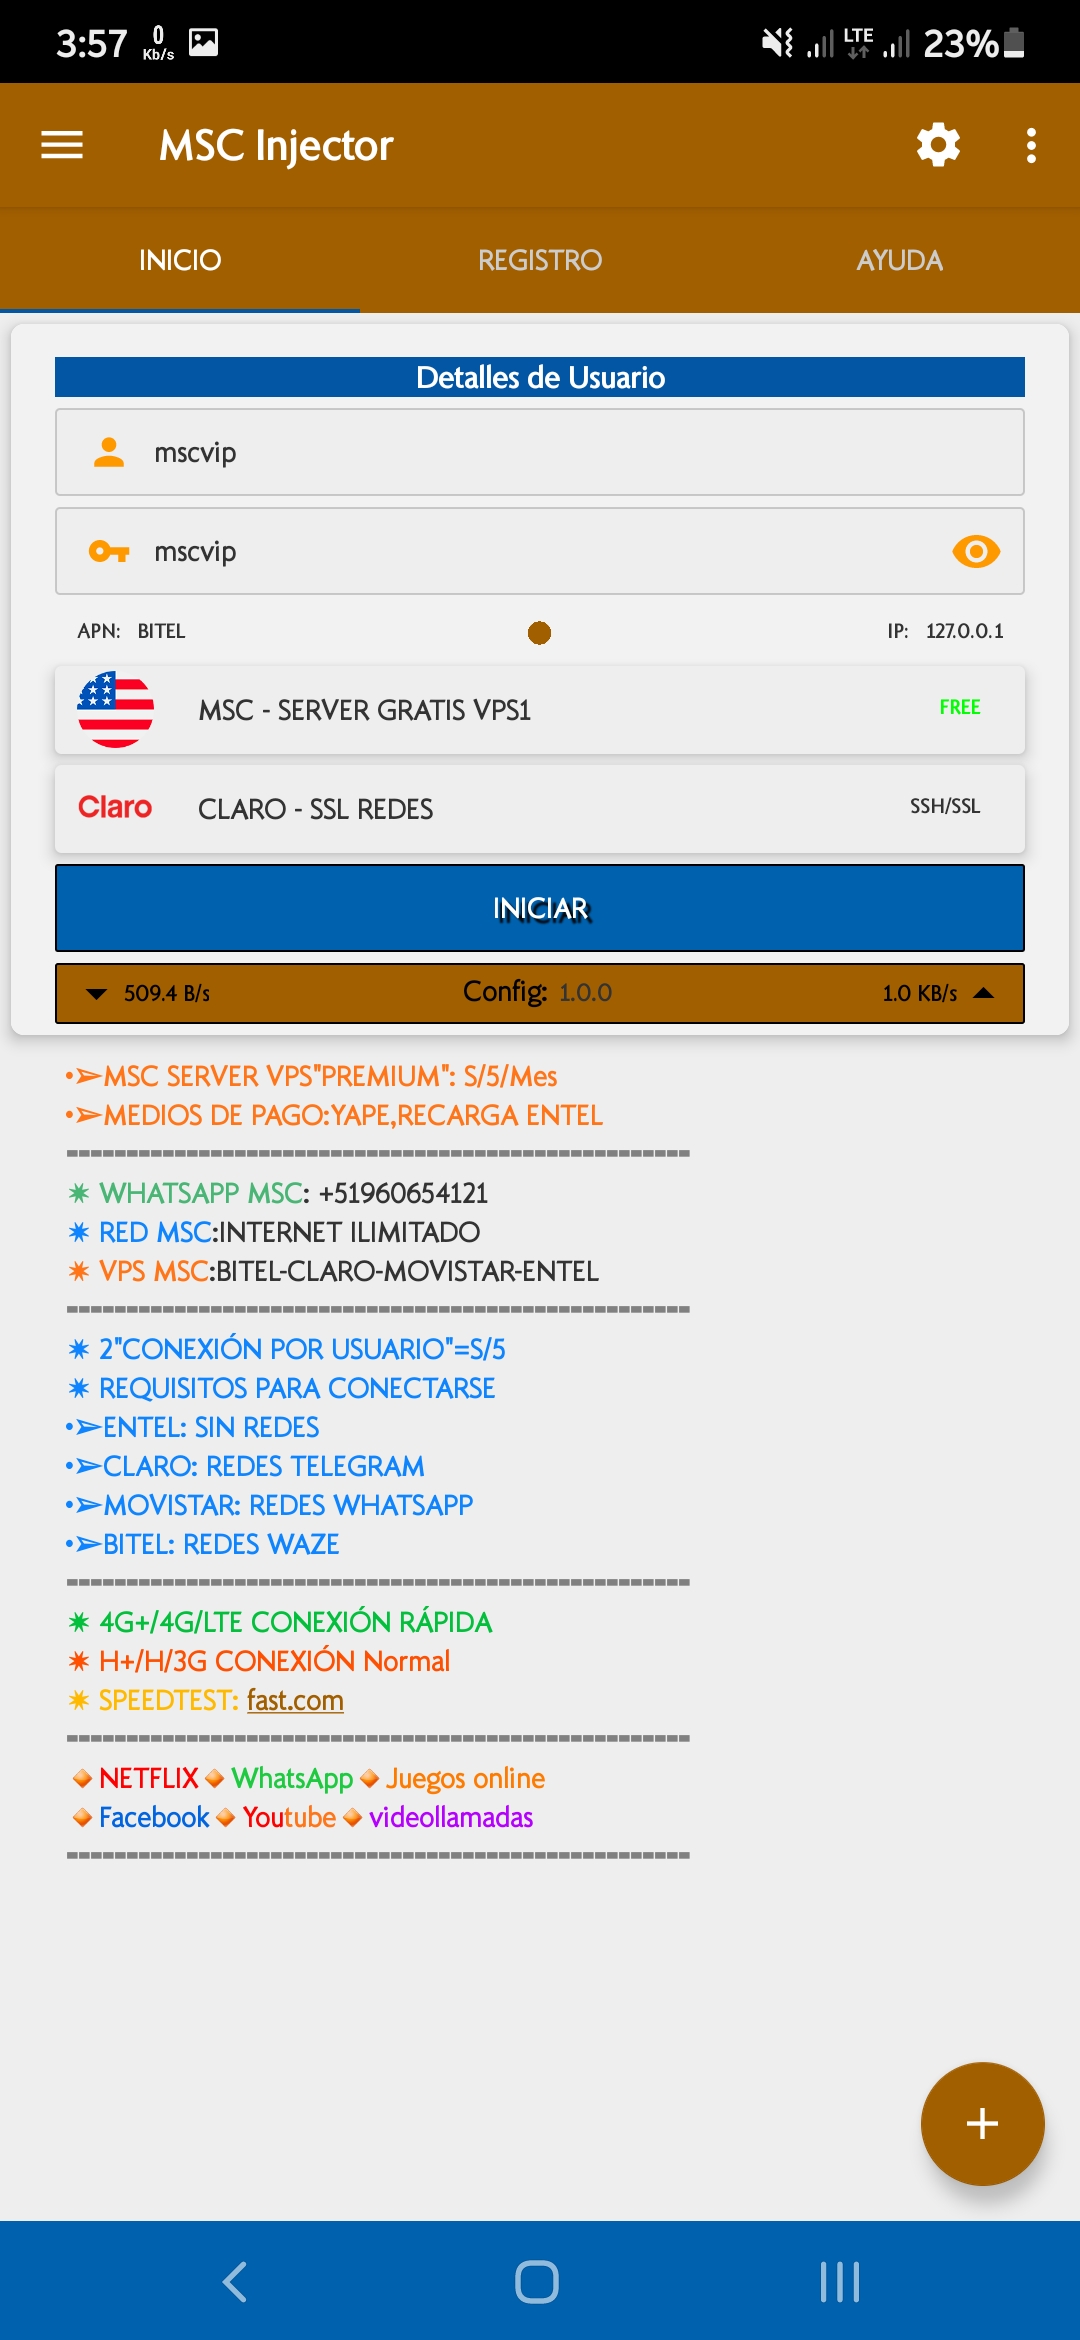 3:57 0 Kb/s LTE 23%
MSC Injector
INICIO REGISTRO AYUDA
Detalles de Usuario
mscvip
mscvip
APN: BITEL IP: 127.0.0.1
MSC - SERVER GRATIS VPS1 FREE
Claro CLARO - SSL REDES SSH/SSL
INICIAR
509.4 B/s Config: 1.0.0 1.0 KB/s
•➢MSC SERVER VPS"PREMIUM": S/5/Mes
•➢MEDIOS DE PAGO:YAPE,RECARGA ENTEL
----------------------------------------------------
✷ WHATSAPP MSC: +51960654121
✷ RED MSC:INTERNET ILIMITADO
✷ VPS MSC:BITEL-CLARO-MOVISTAR-ENTEL
----------------------------------------------------
✷ 2"CONEXIÓN POR USUARIO"=S/5
✷ REQUISITOS PARA CONECTARSE
•➢ENTEL: SIN REDES
•➢CLARO: REDES TELEGRAM
•➢MOVISTAR: REDES WHATSAPP
•➢BITEL: REDES WAZE
----------------------------------------------------
✷ 4G+/4G/LTE CONEXIÓN RÁPIDA
✷ H+/H/3G CONEXIÓN Normal
✷ SPEEDTEST: fast.com
----------------------------------------------------
🔸NETFLIX🔸WhatsApp🔸Juegos online
🔸Facebook🔸Youtube🔸videollamadas
----------------------------------------------------